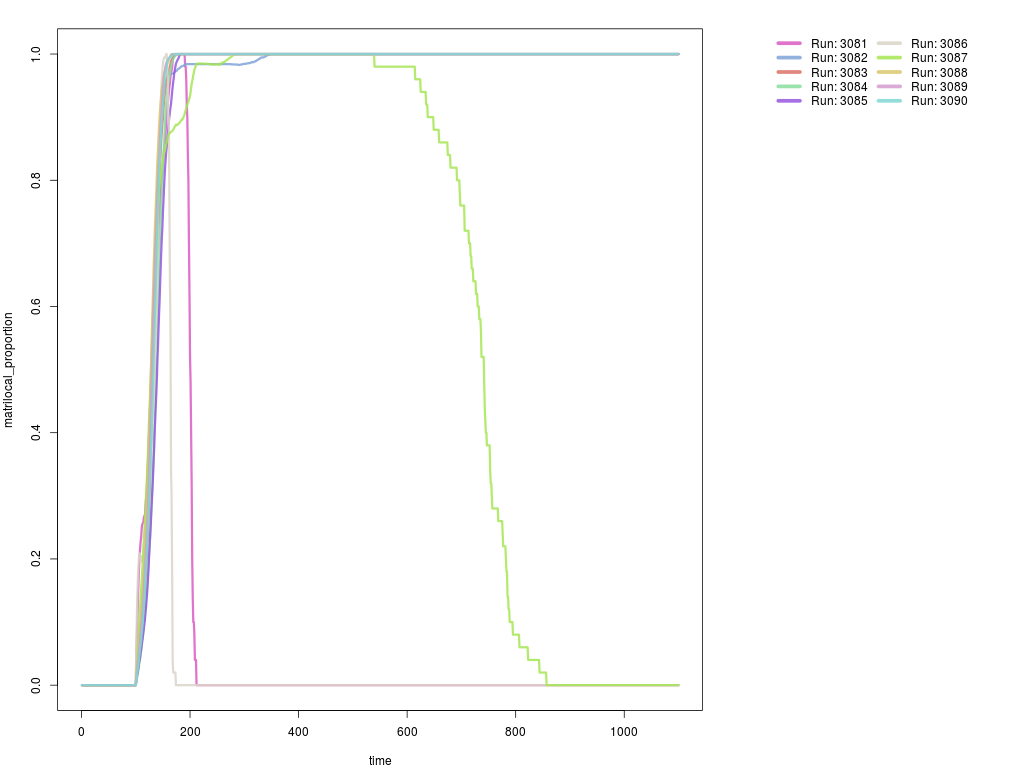 Run: 3081 Run: 3086
Run: 3082 Run: 3087
Run: 3083 Run: 3088
Run: 3084 Run: 3089
Run: 3085 Run: 3090
1.0
0.8
0.6
0.4
0.2
0.0
matrilocal_proportion
0 200 400 600 800 1000
time